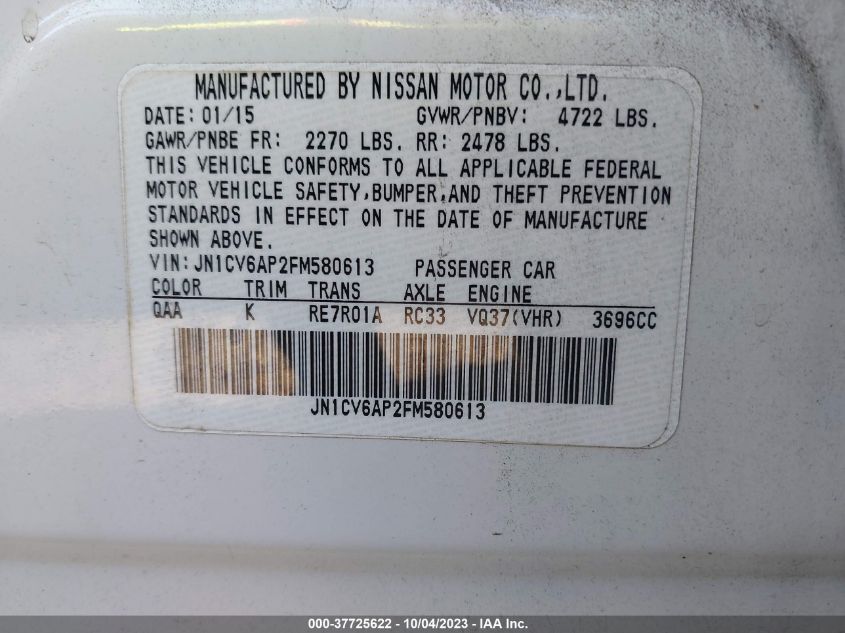 MANUFACTURED BY NISSAN MOTOR CO.,LTD.
DATE: 01/15 GVWR/PNBV: 4722 LBS.
GAWR/PNBE FR: 2270 LBS. RR: 2478 LBS.
THIS VEHICLE CONFORMS TO ALL APPLICABLE FEDERAL
MOTOR VEHICLE SAFETY,BUMPER,AND THEFT PREVENTION
STANDARDS IN EFFECT ON THE DATE OF MANUFACTURE
SHOWN ABOVE.
VIN: JN1CV6AP2FM580613 PASSENGER CAR
COLOR TRIM TRANS AXLE ENGINE
QAA K RE7R01A RC33 VQ37(VHR) 3696CC
JN1CV6AP2FM580613
000-37725622 - 10/04/2023 - IAA Inc.